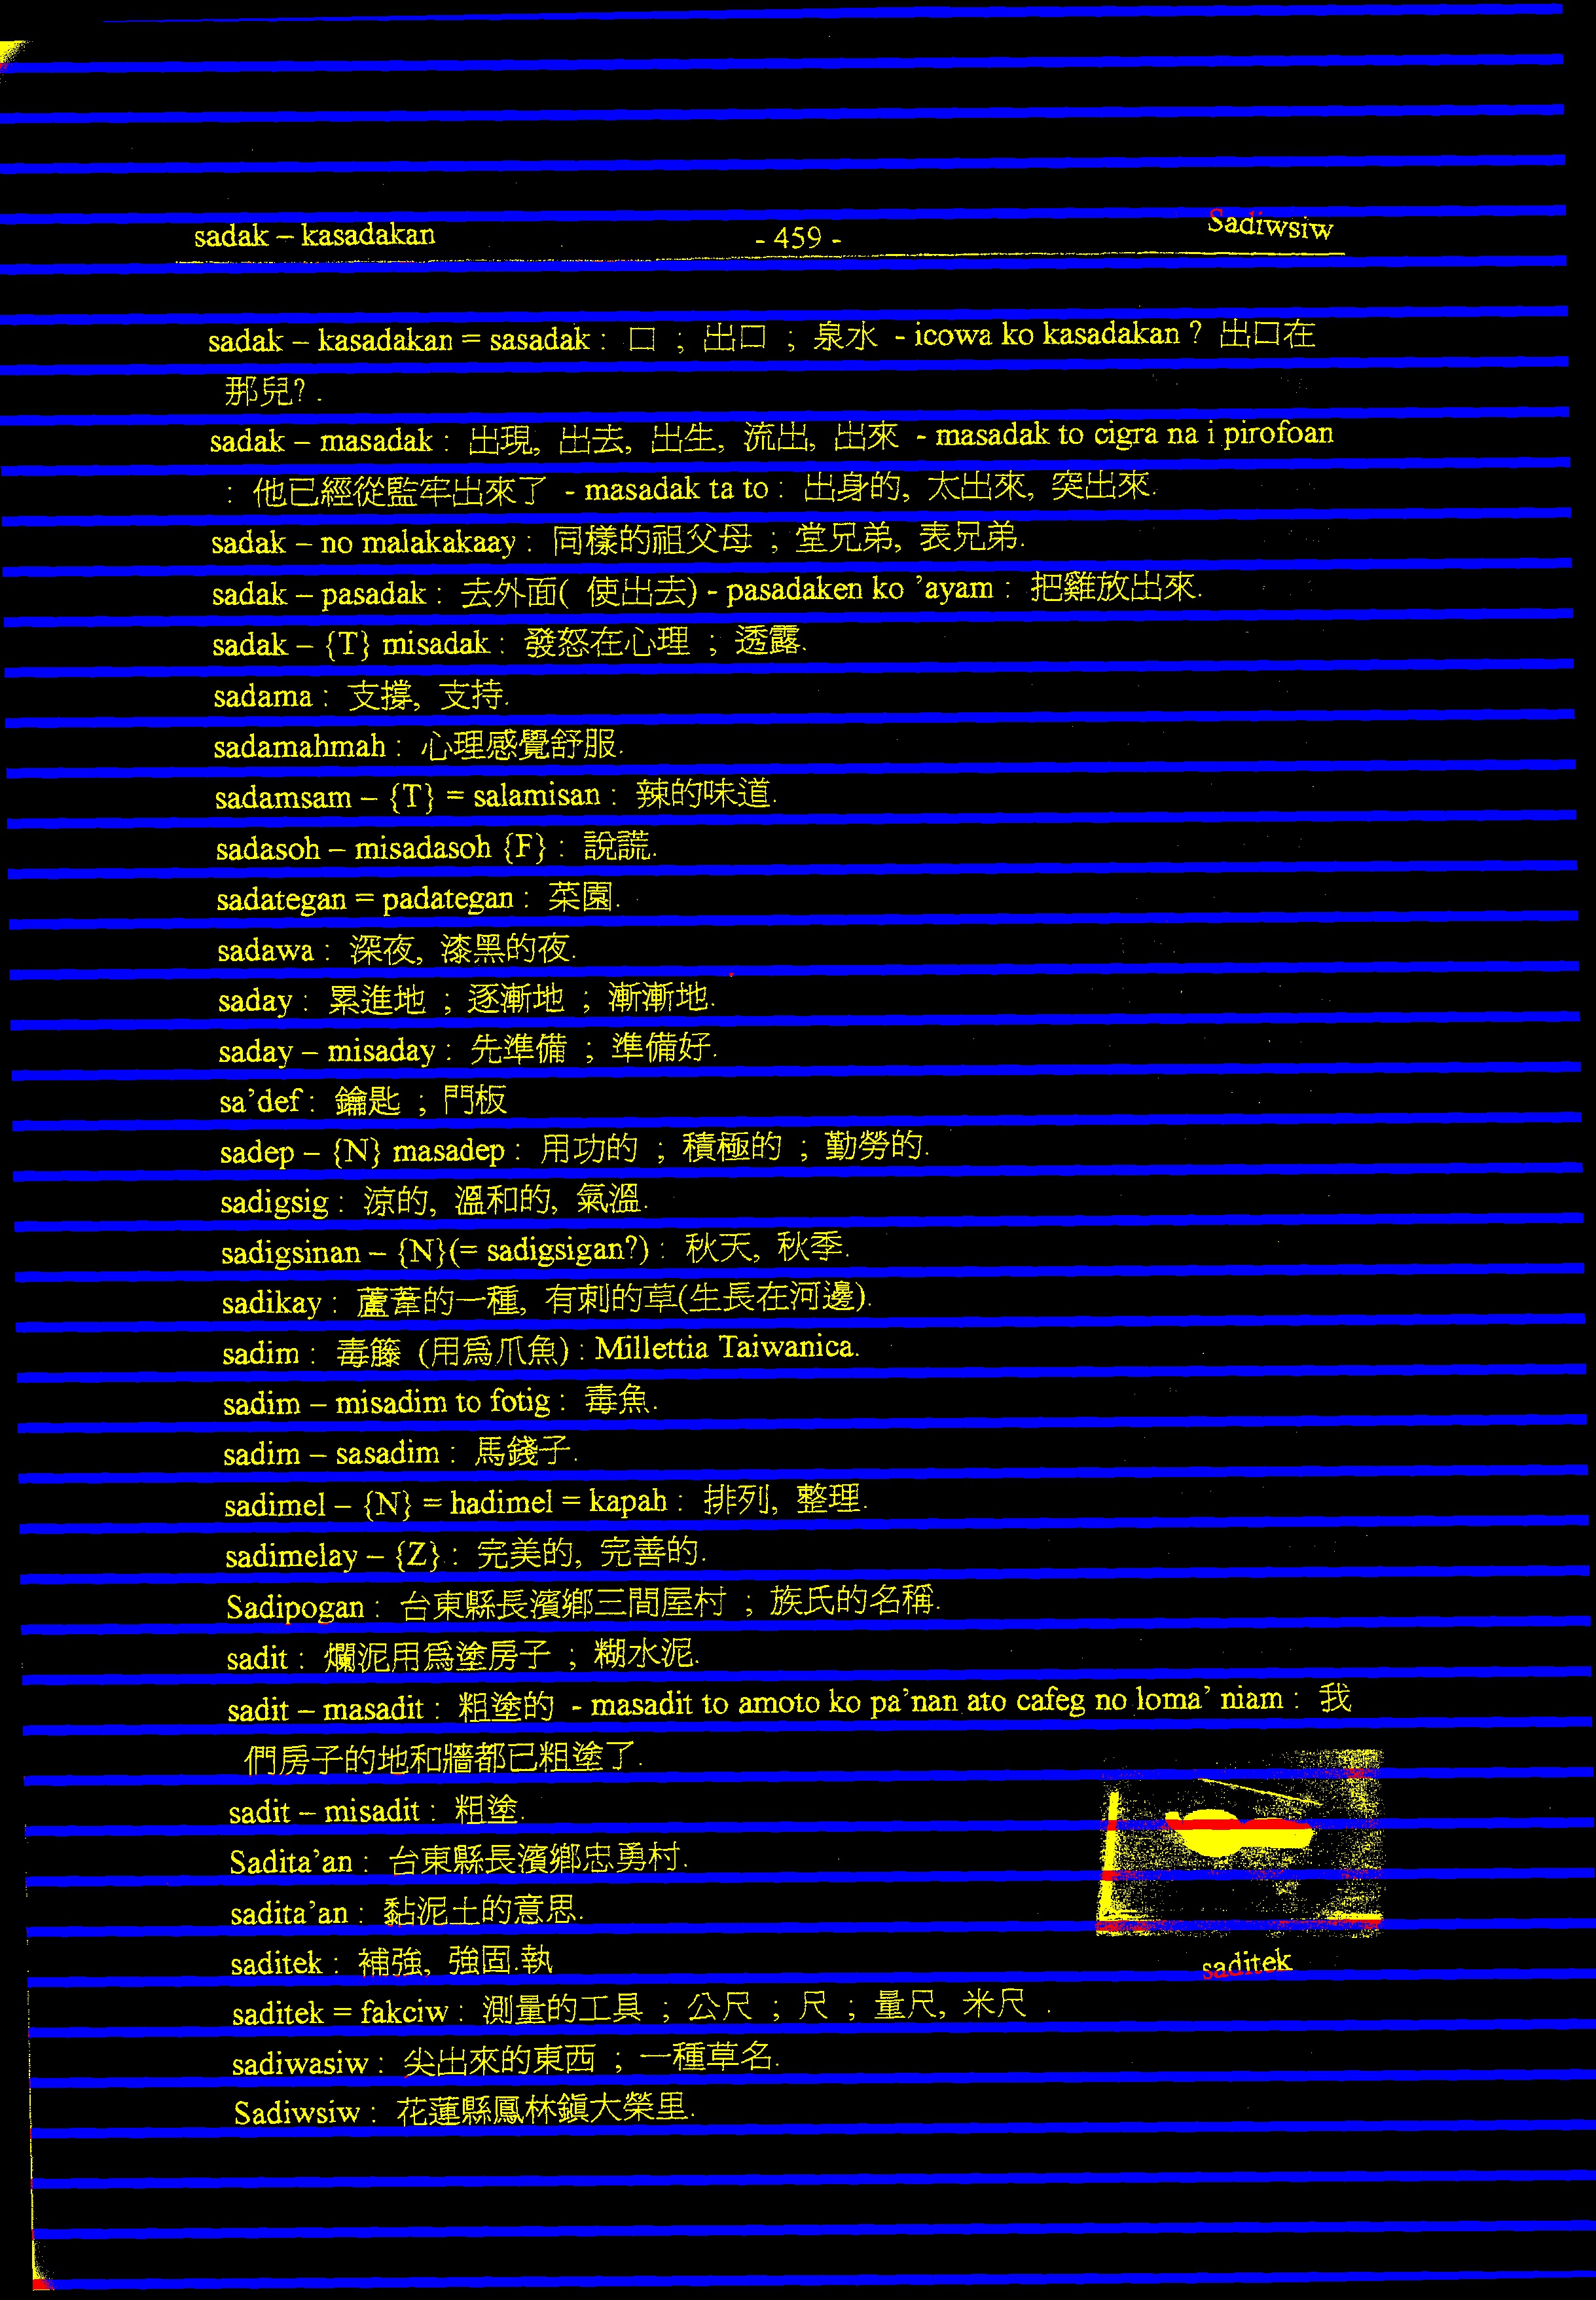 sadak – kasadakan - 459 - Sadiwsiw
sadak – kasadakan = sasadak : 口 ; 出口 ; 泉水 - icowa ko kasadakan ? 出口在
那兒? .
sadak – masadak : 出現, 出去, 出生, 流出, 出來 - masadak to cigra na i pirofoan
: 他已經從監牢出來了 - masadak ta to : 出身的, 太出來, 突出來.
sadak – no malakakaay : 同樣的祖父母 ; 堂兄弟, 表兄弟.
sadak – pasadak : 去外面( 使出去) - pasadaken ko ’ayam : 把雞放出來.
sadak – {T} misadak : 發怒在心理 ; 透露.
sadama : 支撐, 支持.
sadamahmah : 心理感覺舒服.
sadamsam – {T} = salamisan : 辣的味道.
sadasoh – misadasoh {F} : 說謊.
sadategan = padategan : 菜園.
sadawa : 深夜, 漆黑的夜.
saday : 累進地 ; 逐漸地 ; 漸漸地.
saday – misaday : 先準備 ; 準備好.
sa’def : 鑰匙 ; 門板
sadep – {N} masadep : 用功的 ; 積極的 ; 勤勞的.
sadigsig : 涼的, 溫和的, 氣溫.
sadigsinan – {N}(= sadigsigan?) : 秋天, 秋季.
sadikay : 蘆葦的一種, 有刺的草(生長在河邊).
sadim : 毒籐 (用爲爪魚) : Millettia Taiwanica.
sadim – misadim to fotig : 毒魚.
sadim – sasadim : 馬錢子.
sadimel – {N} = hadimel = kapah : 排列, 整理.
sadimelay – {Z} : 完美的, 完善的.
Sadipogan : 台東縣長濱鄉三間屋村 ; 族氏的名稱.
sadit : 爛泥用爲塗房子 ; 糊水泥.
sadit – masadit : 粗塗的 - masadit to amoto ko pa’nan ato cafeg no loma’ niam : 我
們房子的地和牆都已粗塗了.
sadit – misadit : 粗塗.
Sadita’an : 台東縣長濱鄉忠勇村.
sadita’an : 黏泥土的意思.
saditek : 補強, 強固.執
saditek
saditek = fakciw : 測量的工具 ; 公尺 ; 尺 ; 量尺, 米尺 .
sadiwasiw : 尖出來的東西 ; 一種草名.
Sadiwsiw : 花蓮縣鳳林鎭大榮里.